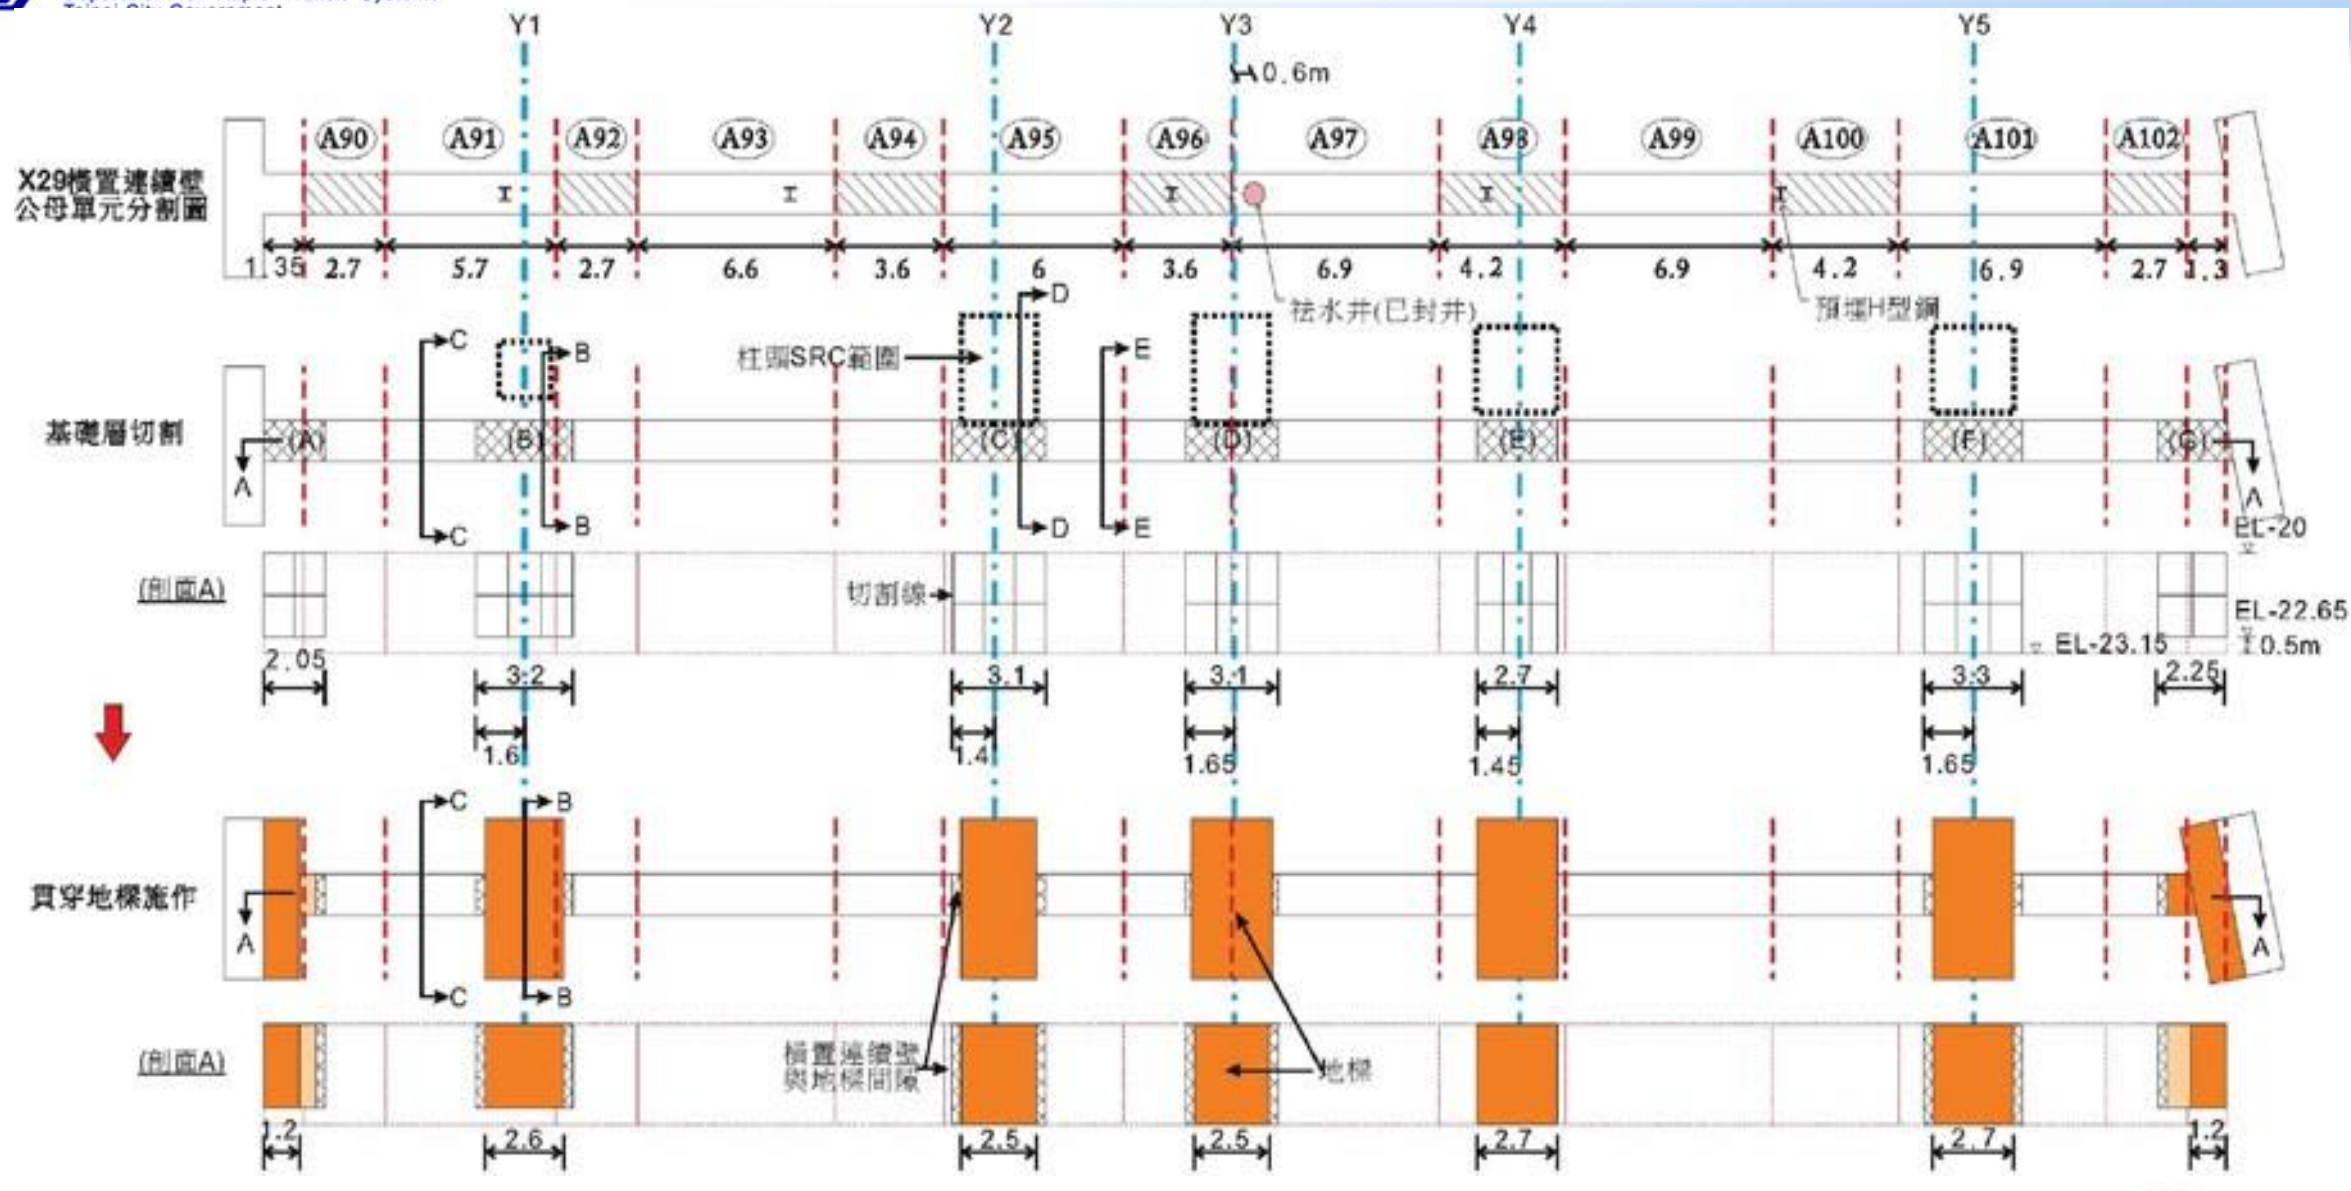 Taipei City Government
Y1 Y2 Y3 Y4 Y5
0.6m
A90 A91 A92 A93 A94 A95 A96 A97 A98 A99 A100 A101 A102
X29橫置連續壁
公母單元分割圖
1.35 2.7 5.7 2.7 6.6 3.6 6 3.6 6.9 4.2 6.9 4.2 6.9 2.7 1.3
祛水井(已封井)
預埋H型鋼
C B D E
柱頭SRC範圍
基礎層切割
(A) (B) (C) (D) (E) (F) (G)
A A
C B D E
EL-20
(剖面A)
切割線
EL-22.65
EL-23.15
0.5m
2.05 3.2 3.1 3.1 2.7 3.3 2.25
1.6 1.4 1.65 1.45 1.65
C B
貫穿地樑施作
A A
C B
(剖面A)
橫置連續壁
與地樑間隙
地樑
1.2 2.6 2.5 2.5 2.7 2.7 1.2